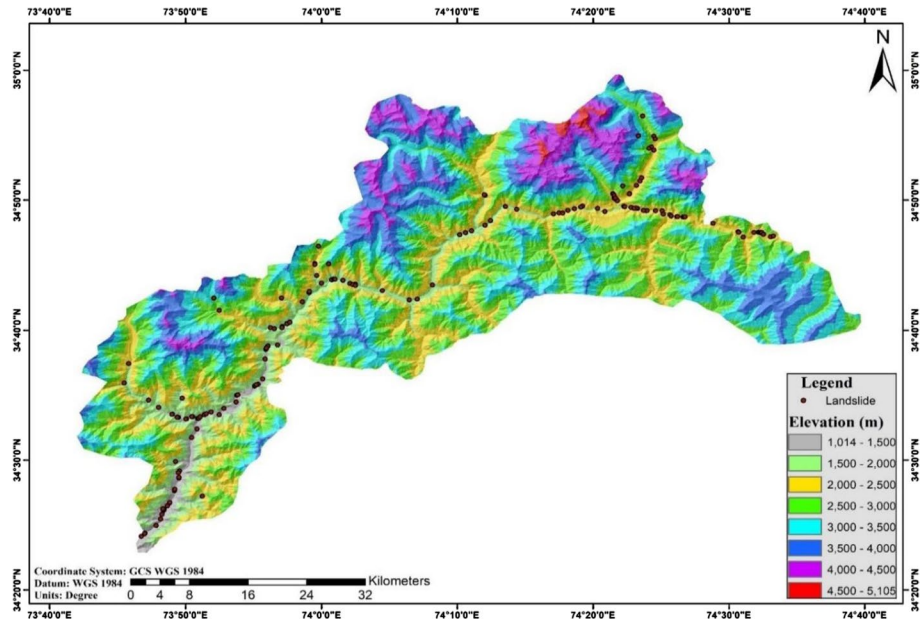 73°40'0"E 73°50'0"E 74°0'0"E 74°10'0"E 74°20'0"E 74°30'0"E 74°40'0"E
N
35°0'0"N 35°0'0"N
34°50'0"N 34°50'0"N
34°40'0"N 34°40'0"N
34°30'0"N 34°30'0"N
34°20'0"N 34°20'0"N
Legend
Landslide
Elevation (m)
1,014 - 1,500
1,500 - 2,000
2,000 - 2,500
2,500 - 3,000
3,000 - 3,500
3,500 - 4,000
4,000 - 4,500
4,500 - 5,105
Coordinate System: GCS WGS 1984
Datum: WGS 1984
Units: Degree
Kilometers
0 4 8 16 24 32
73°40'0"E 73°50'0"E 74°0'0"E 74°10'0"E 74°20'0"E 74°30'0"E 74°40'0"E